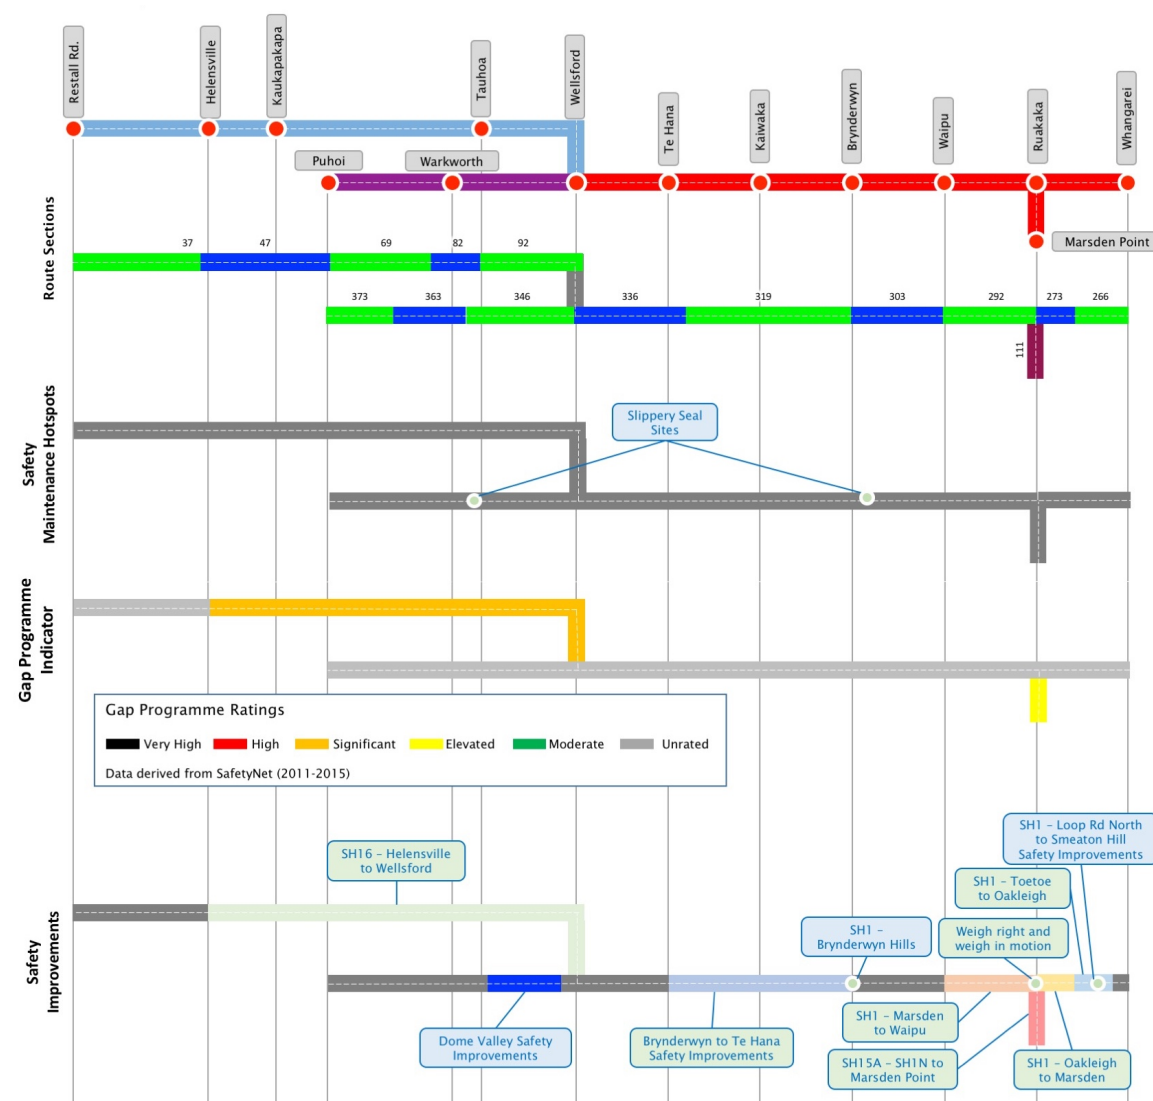 Restall Rd.
Helensville
Kaukapakapa
Tauhoa
Wellsford
Te Hana
Kaiwaka
Brynderwyn
Waipu
Ruakaka
Whangarei
Puhoi
Warkworth
Marsden Point
Route Sections
37
47
69
82
92
373
363
346
336
319
303
292
273
266
111
Safety
Maintenance Hotspots
Slippery Seal
Sites
Gap Programme
Indicator
Gap Programme Ratings
Very High
High
Significant
Elevated
Moderate
Unrated
Data derived from SafetyNet (2011-2015)
Safety
Improvements
SH16 – Helensville
to Wellsford
SH1 – Loop Rd North
to Smeaton Hill
Safety Improvements
SH1 – Toetoe
to Oakleigh
SH1 –
Brynderwyn Hills
Weigh right and
weigh in motion
Dome Valley Safety
Improvements
Brynderwyn to Te Hana
Safety Improvements
SH1 – Marsden
to Waipu
SH15A – SH1N to
Marsden Point
SH1 – Oakleigh
to Marsden